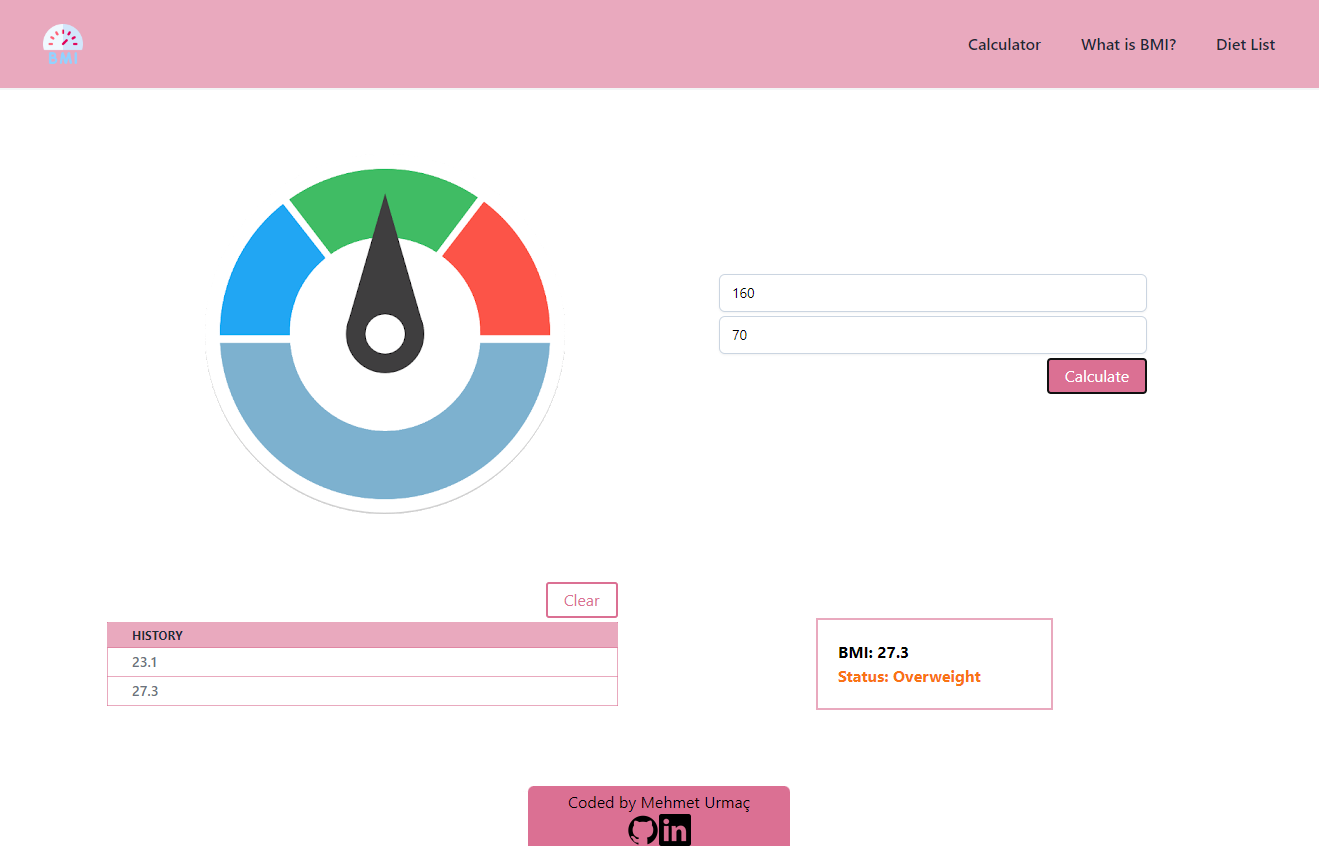 BMI
Calculator
What is BMI?
Diet List
160
70
Calculate
Clear
HISTORY
23.1
27.3
BMI: 27.3
Status: Overweight
Coded by Mehmet Urmaç
in